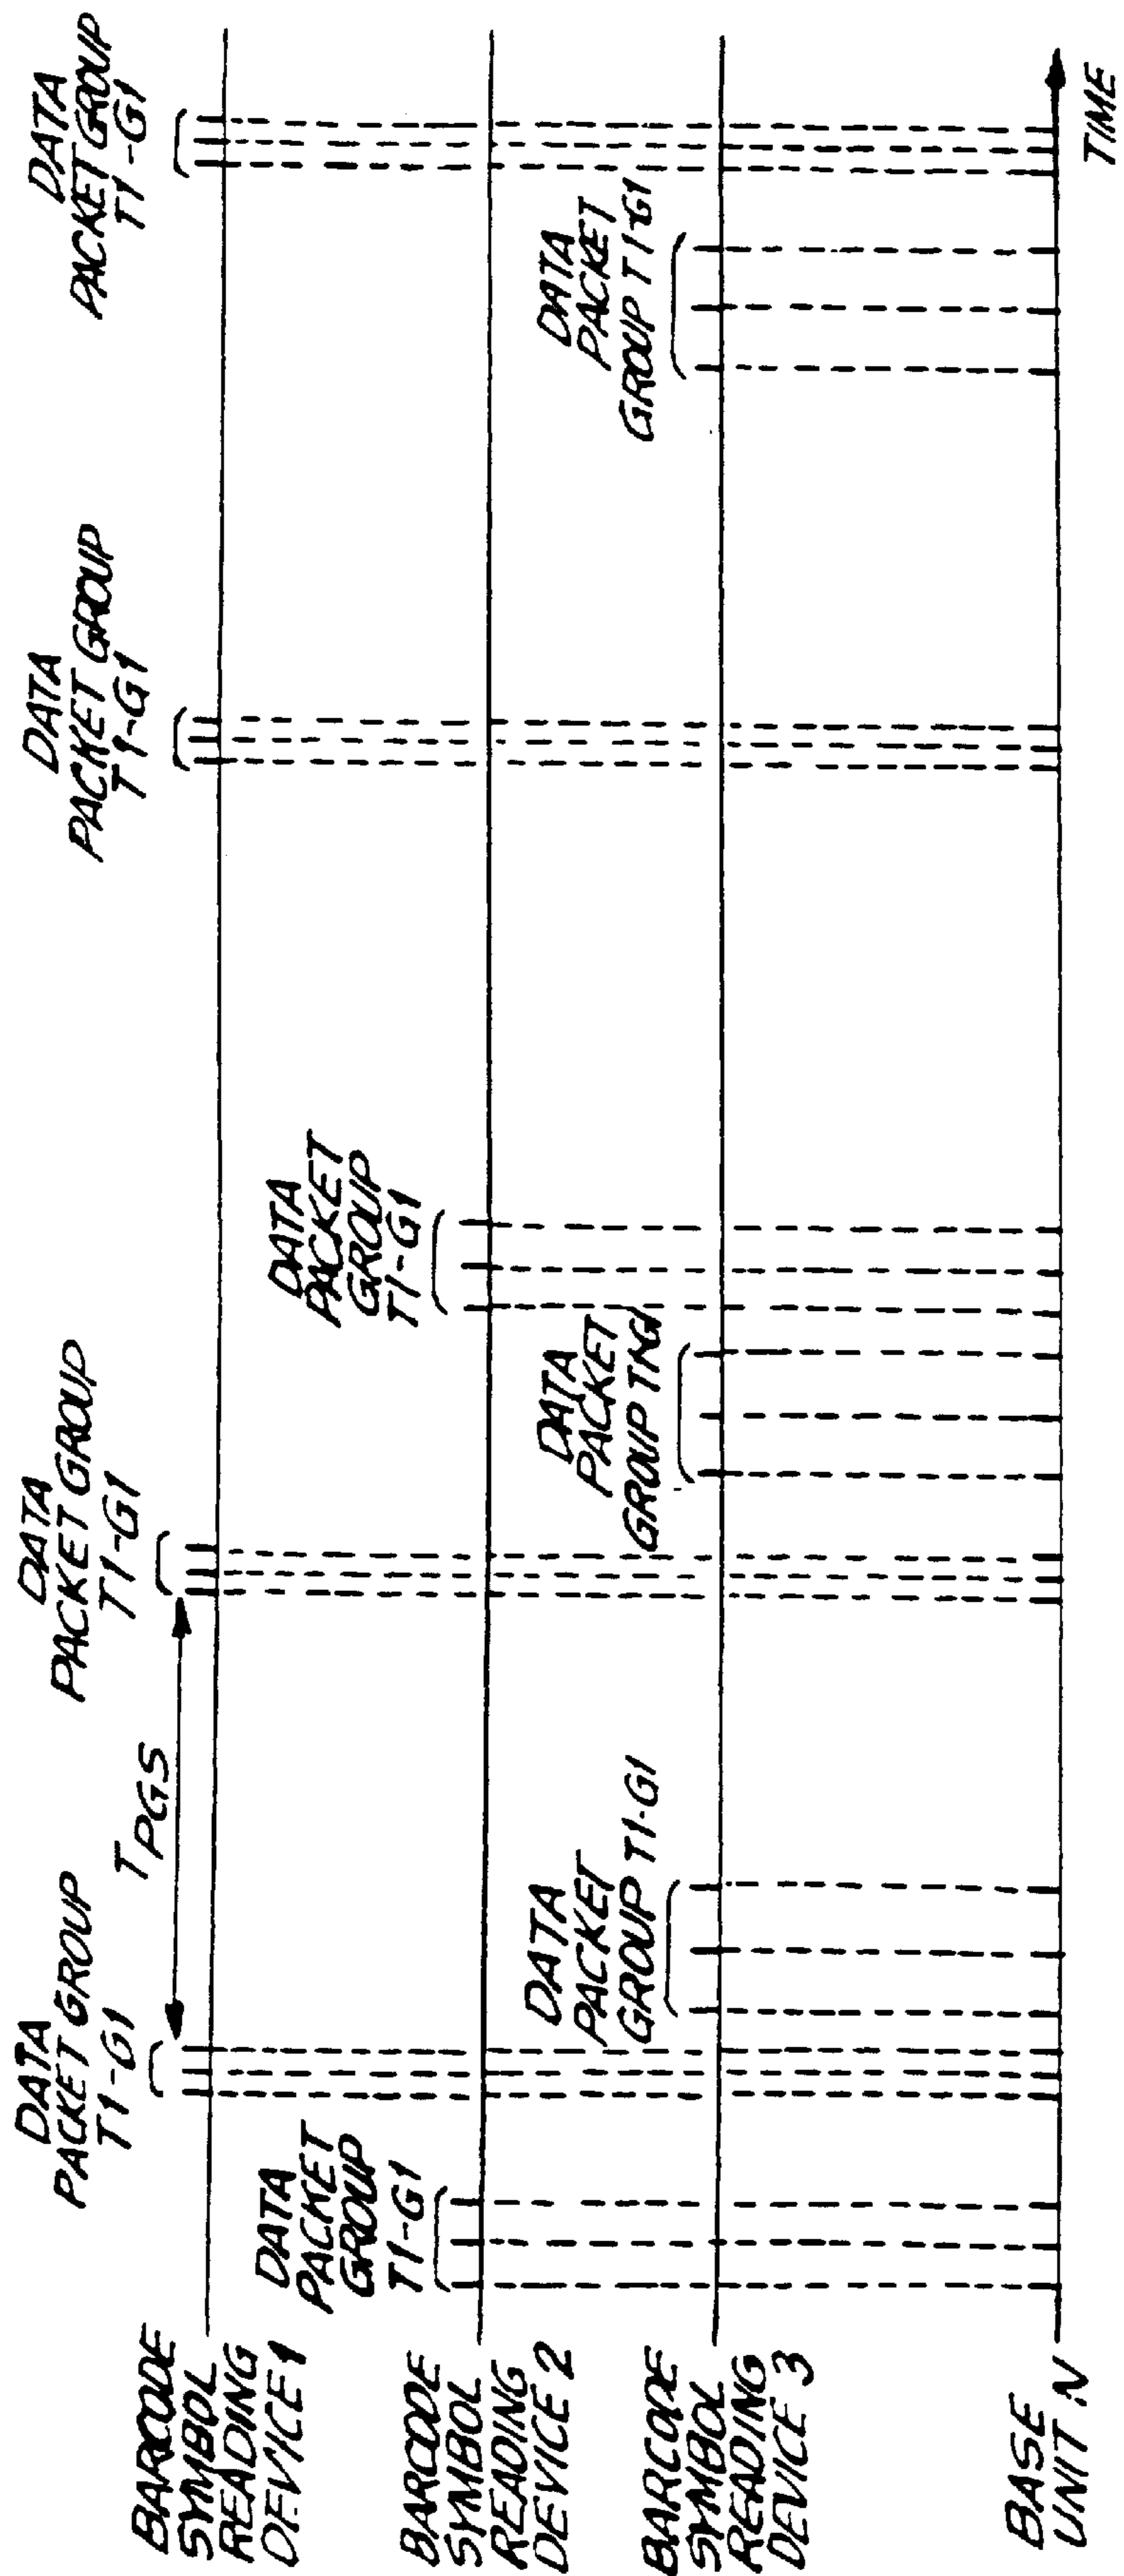 DATA
PACKET GROUP
T1-G1
DATA
PACKET GROUP
T1-G1
DATA
PACKET GROUP
T1-G1
DATA
PACKET GROUP
T1-G1
TPGS
BARCODE
SYMBOL
READING
DEVICE 1
DATA
PACKET
GROUP
T1-G1
DATA
PACKET
GROUP
T1-G1
BARCODE
SYMBOL
READING
DEVICE 2
DATA
PACKET
GROUP T1-G1
DATA
PACKET
GROUP
DATA
PACKET
GROUP T1-G1
BARCODE
SYMBOL
READING
DEVICE 3
BASE
UNIT N
TIME